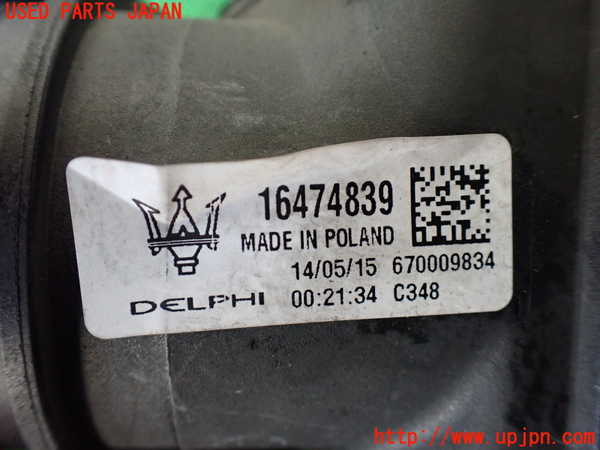 USED PARTS JAPAN
16474839
MADE IN POLAND
14/05/15 670009834
DELPHI 00:21:34 C348
http://www.upjpn.com/